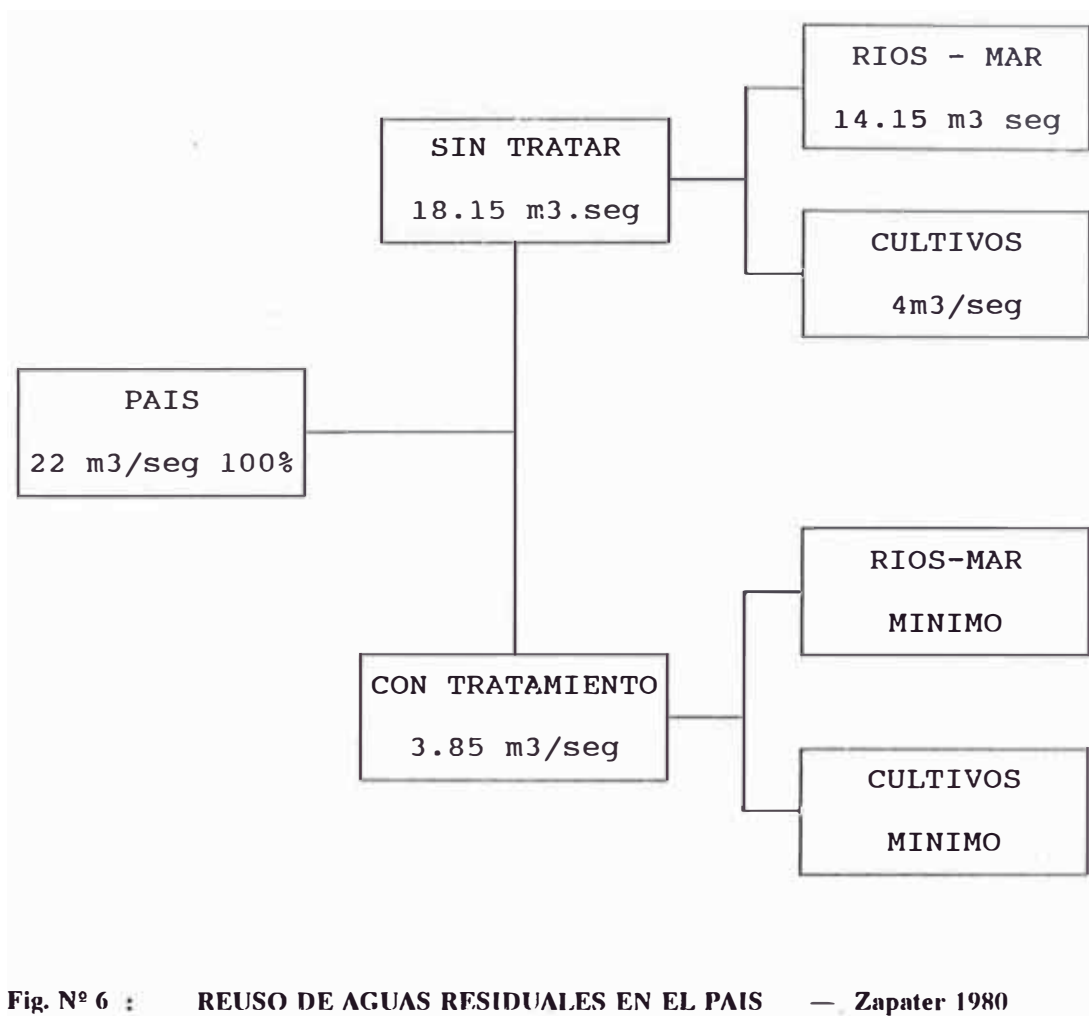 RIOS - MAR
14.15 m3 seg
SIN TRATAR
18.15 m3.seg
CULTIVOS
4m3/seg
PAIS
22 m3/seg 100%
RIOS-MAR
MINIMO
CON TRATAMIENTO
3.85 m3/seg
CULTIVOS
MINIMO
Fig. Nº 6 : REUSO DE AGUAS RESIDUALES EN EL PAIS — Zapater 1980